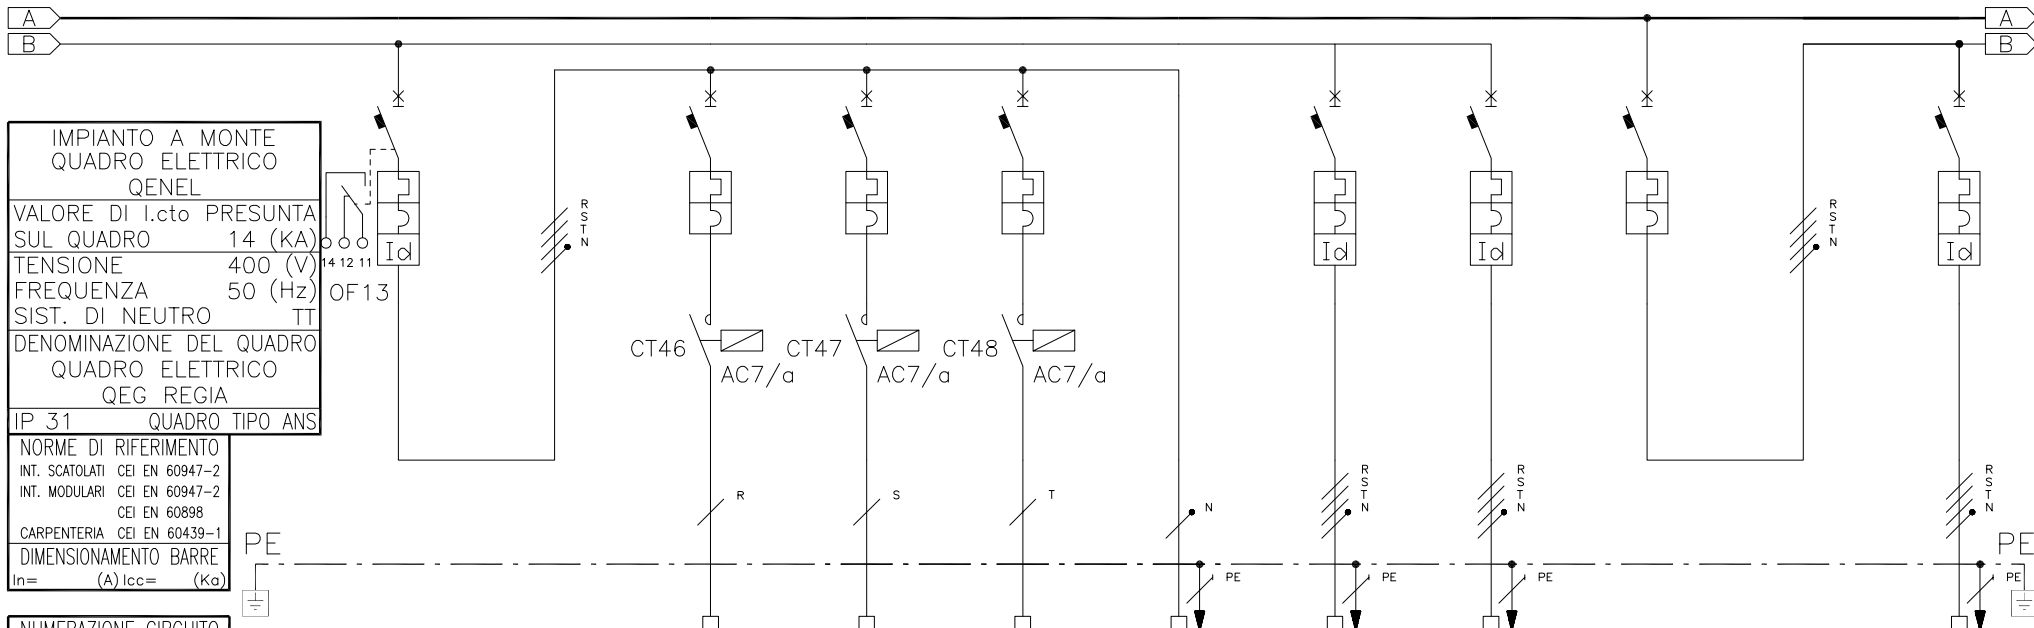 A
A
B
B
IMPIANTO A MONTE
QUADRO ELETTRICO
QENEL
VALORE DI I.cto PRESUNTA
SUL QUADRO 14 (KA)
TENSIONE 400 (V)
FREQUENZA 50 (Hz)
SIST. DI NEUTRO TT
DENOMINAZIONE DEL QUADRO
QUADRO ELETTRICO
QEG REGIA
IP 31 QUADRO TIPO ANS
NORME DI RIFERIMENTO
INT. SCATOLATI CEI EN 60947-2
INT. MODULARI CEI EN 60947-2
CEI EN 60898
CARPENTERIA CEI EN 60439-1
DIMENSIONAMENTO BARRE
In= (A) Icc= (Ka)
NUMERAZIONE CIRCUITO
14 12 11
OF13
Id
R
S
T
N
CT46
AC7/a
CT47
AC7/a
CT48
AC7/a
Id
Id
R
S
T
N
Id
R
S
T
N
R
S
T
N
R
S
T
N
R
S
T
N
PE
PE
PE
PE
PE
PE